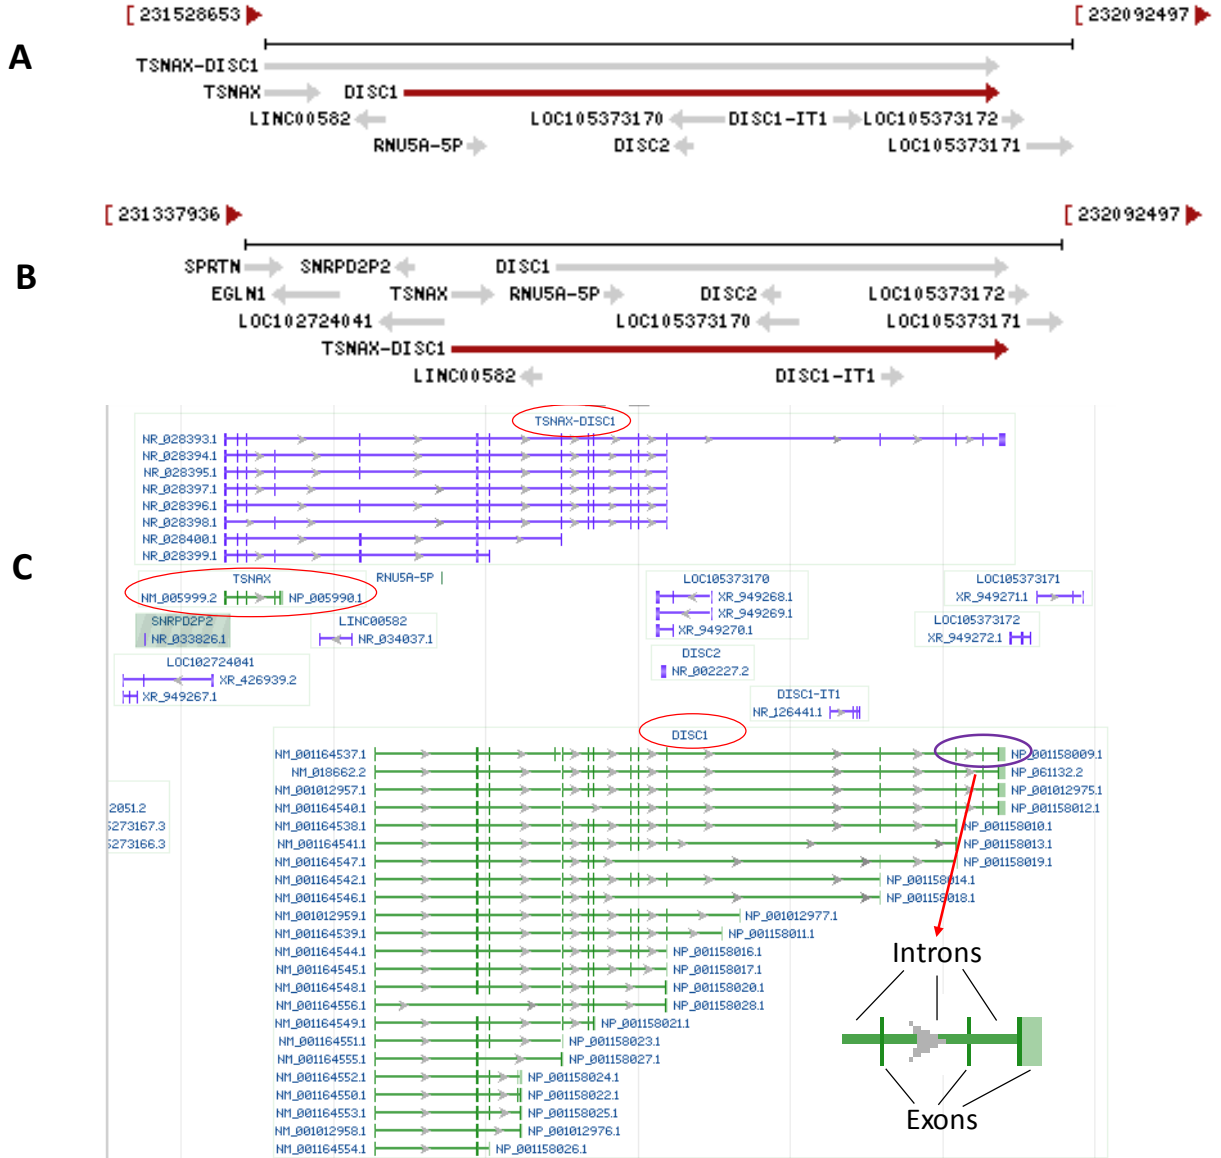 [ 231528653
[ 232092497
A
TSNAX-DISC1
TSNAX DISC1
LINC00582 LOC105373170 DISC1-IT1 LOC105373172
RNU5A-5P DISC2 LOC105373171
[ 231337936
[ 232092497
B
SPRTN SNRPD2P2 DISC1
EGLN1 TSNAX RNU5A-5P DISC2 LOC105373172
LOC102724041 LOC105373170 LOC105373171
TSNAX-DISC1
LINC00582 DISC1-IT1
C
TSNAX-DISC1
NR_028393.1
NR_028394.1
NR_028395.1
NR_028397.1
NR_028396.1
NR_028398.1
NR_028400.1
NR_028399.1
TSNAX RNU5A-5P LOC105373170 LOC105373171
NM_005999.2 NP_005990.1 XR_949268.1 XR_949271.1
XR_949269.1
SNRPD2P2 LINC00582 XR_949270.1 LOC105373172
NR_033826.1 NR_034037.1 XR_949272.1
LOC102724041 DISC2
XR_426939.2 NR_002227.2
XR_949267.1
DISC1-IT1
NR_126441.1
DISC1
NM_001164537.1 NP_001158009.1
NM_018662.2 NP_061132.2
NM_001012957.1 NP_001012975.1
NM_001164540.1 NP_001158012.1
2051.2
NM_001164538.1 NP_001158010.1
273167.3
NM_001164541.1 NP_001158013.1
273166.3
NM_001164547.1 NP_001158019.1
NM_001164542.1 NP_001158014.1
NM_001164546.1 NP_001158018.1
NM_001012959.1 NP_001012977.1
NM_001164539.1 NP_001158011.1
NM_001164544.1 NP_001158016.1
NM_001164545.1 NP_001158017.1
NM_001164548.1 NP_001158020.1
NM_001164556.1 NP_001158028.1
NM_001164549.1 NP_001158021.1
NM_001164551.1 NP_001158023.1
NM_001164555.1 NP_001158027.1
NM_001164552.1 NP_001158024.1
NM_001164550.1 NP_001158022.1
NM_001164553.1 NP_001158025.1
NM_001012958.1 NP_001012976.1
NM_001164554.1 NP_001158026.1
Introns
Exons